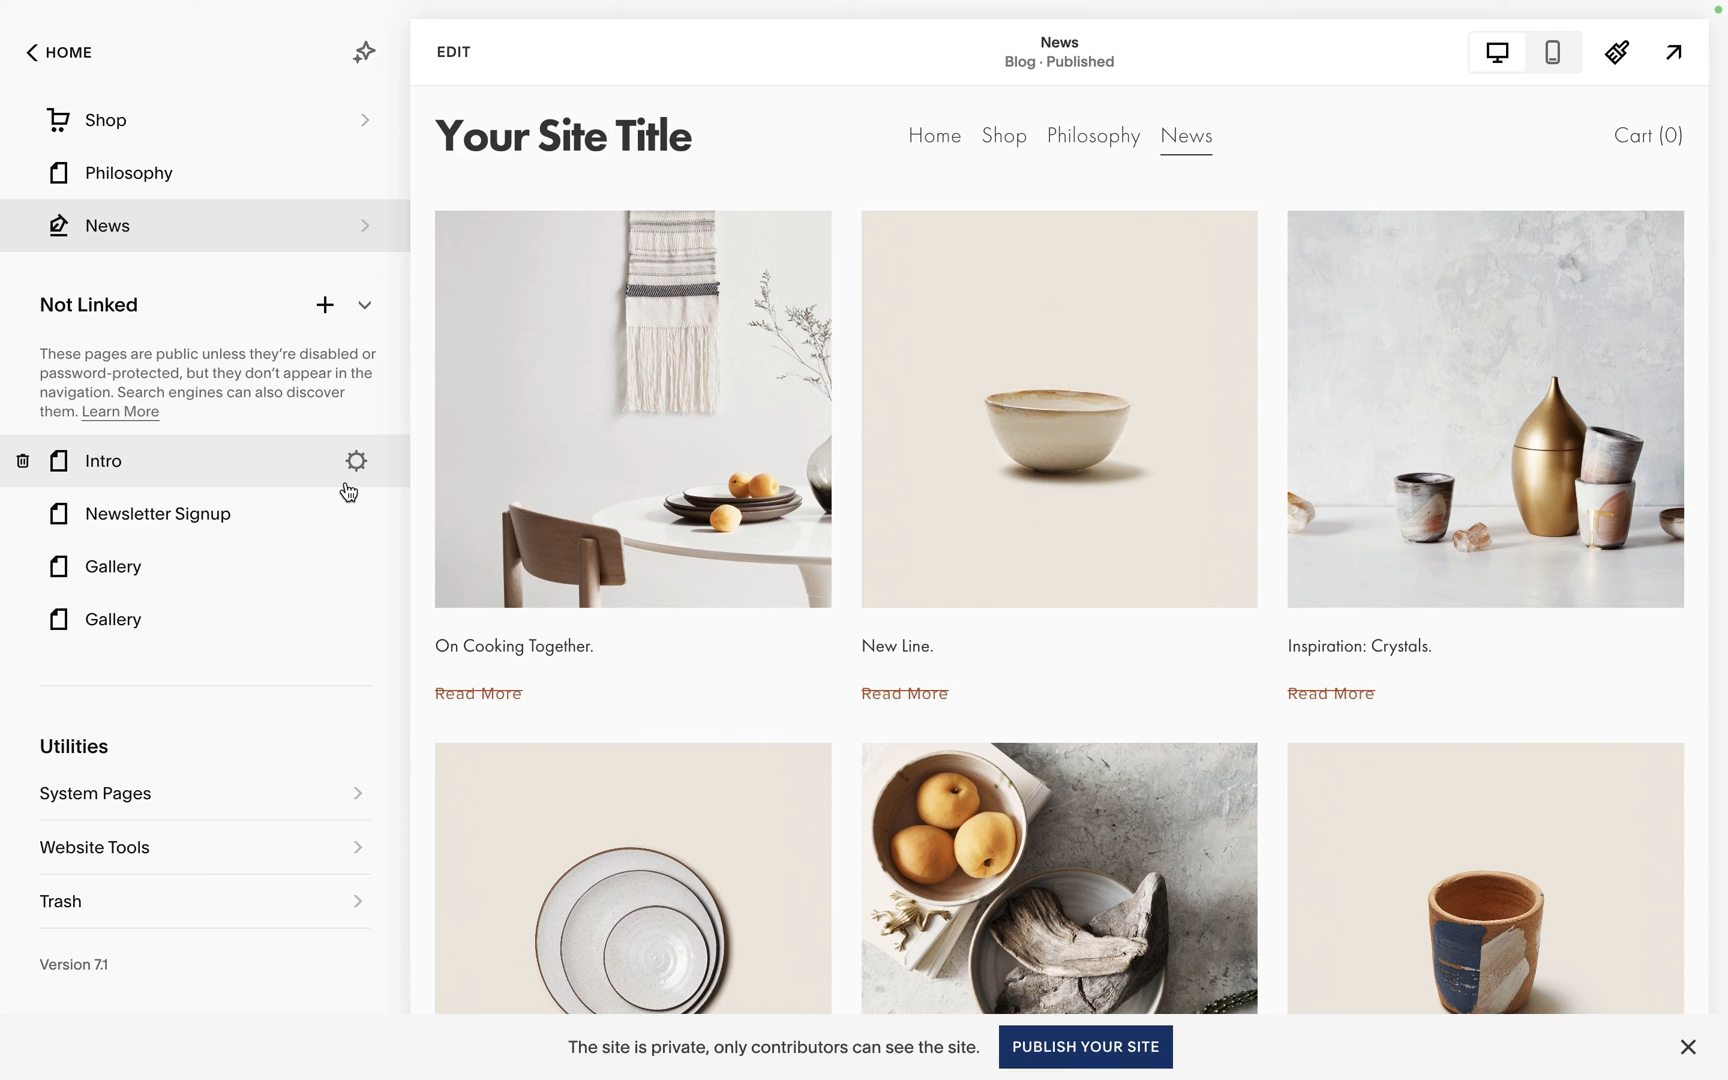 HOME
Shop
Philosophy
News
Not Linked
These pages are public unless they're disabled or
password-protected, but they don't appear in the
navigation. Search engines can also discover
them. Learn More
Intro
Newsletter Signup
Gallery
Gallery
Utilities
System Pages
Website Tools
Trash
Version 7.1
EDIT
News
Blog · Published
Your Site Title
Home Shop Philosophy News
Cart (0)
On Cooking Together.
New Line.
Inspiration: Crystals.
Read More
Read More
Read More
The site is private, only contributors can see the site.
PUBLISH YOUR SITE